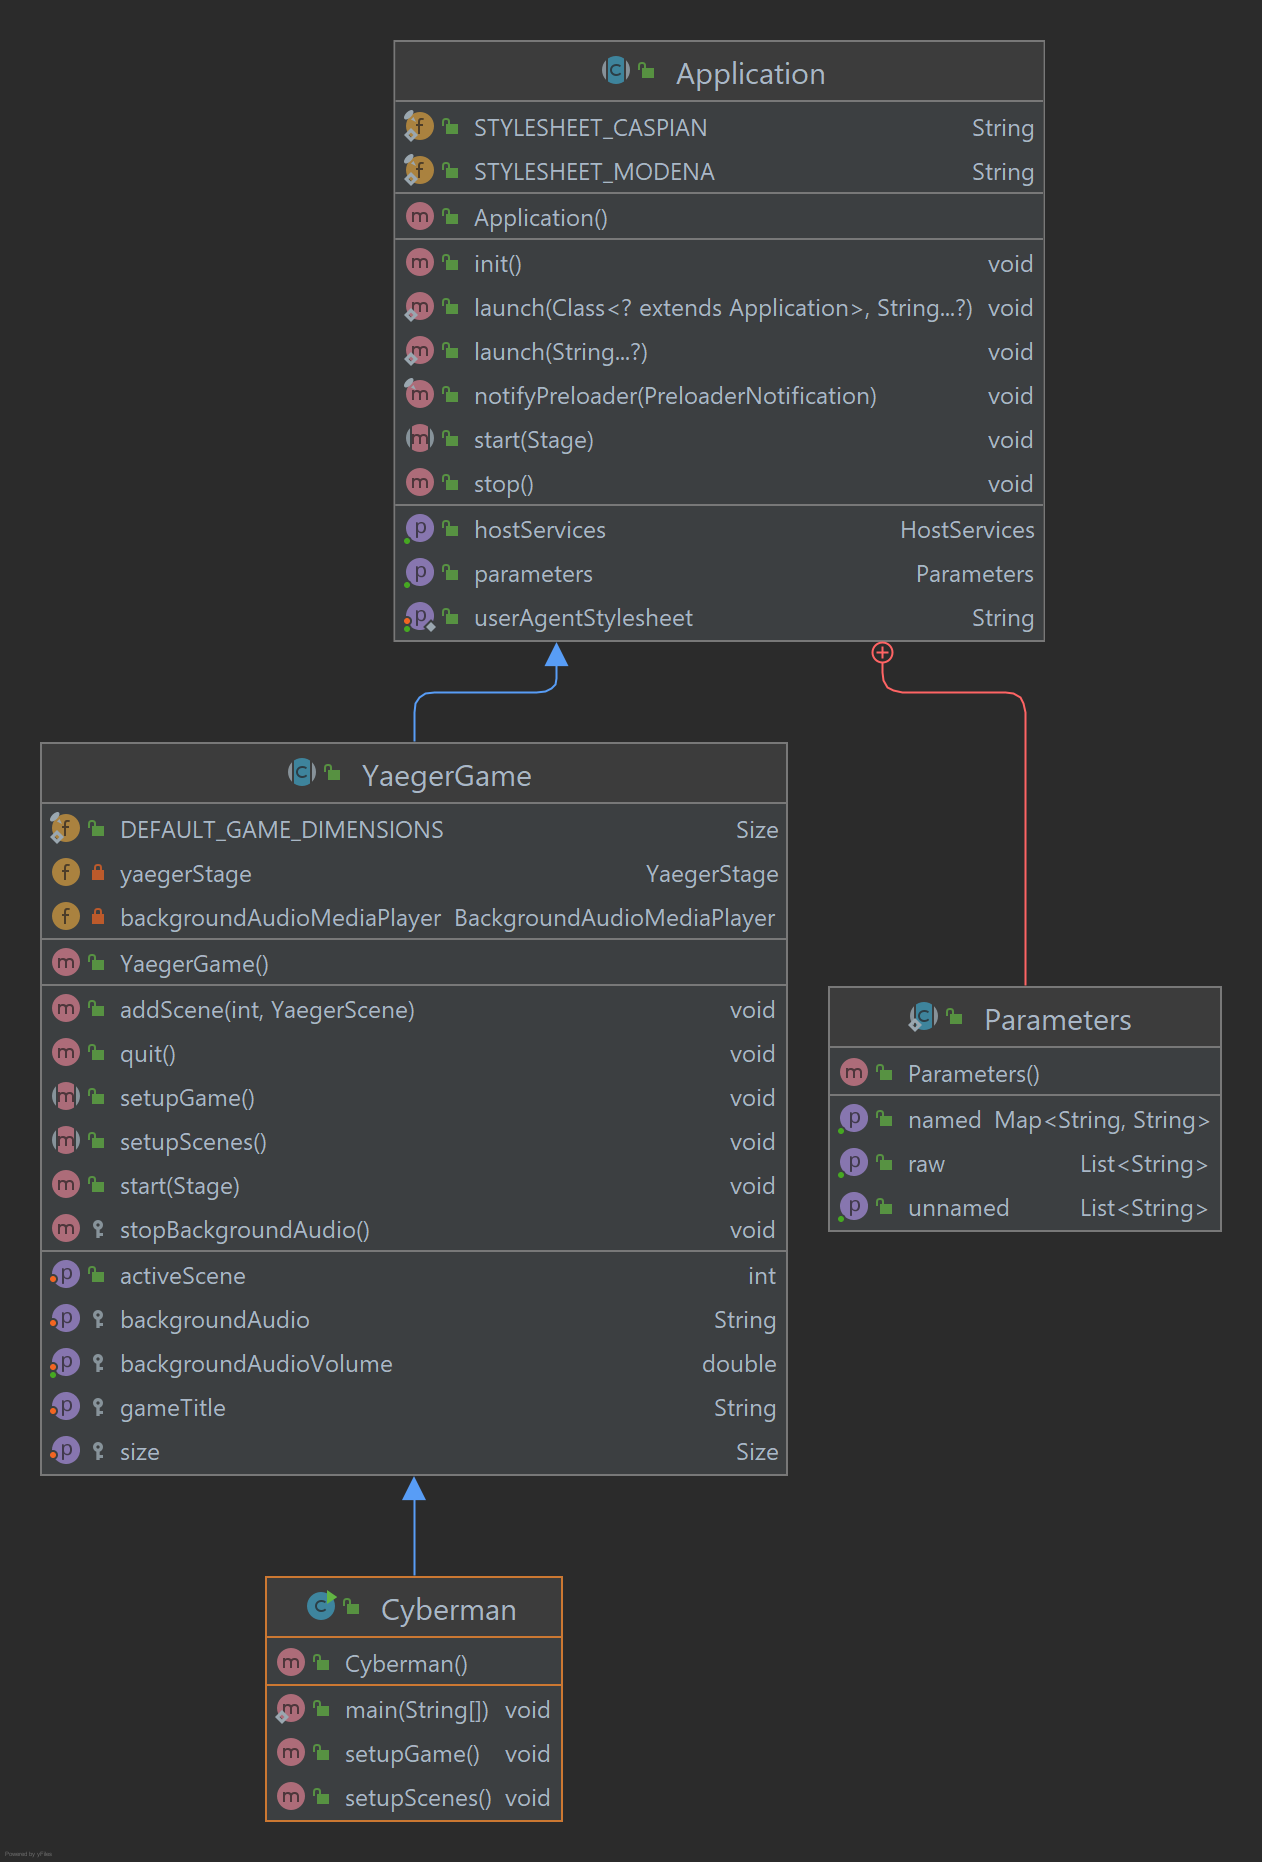 Application
STYLESHEET_CASPIAN String
STYLESHEET_MODENA String
Application()
init() void
launch(Class<? extends Application>, String...?) void
launch(String...?) void
notifyPreloader(PreloaderNotification) void
start(Stage) void
stop() void
hostServices HostServices
parameters Parameters
userAgentStylesheet String
YaegerGame
DEFAULT_GAME_DIMENSIONS Size
yaegerStage YaegerStage
backgroundAudioMediaPlayer BackgroundAudioMediaPlayer
YaegerGame()
addScene(int, YaegerScene) void
quit() void
setupGame() void
setupScenes() void
start(Stage) void
stopBackgroundAudio() void
activeScene int
backgroundAudio String
backgroundAudioVolume double
gameTitle String
size Size
Parameters
Parameters()
named Map<String, String>
raw List<String>
unnamed List<String>
Cyberman
Cyberman()
main(String[]) void
setupGame() void
setupScenes() void
Powered by yFiles